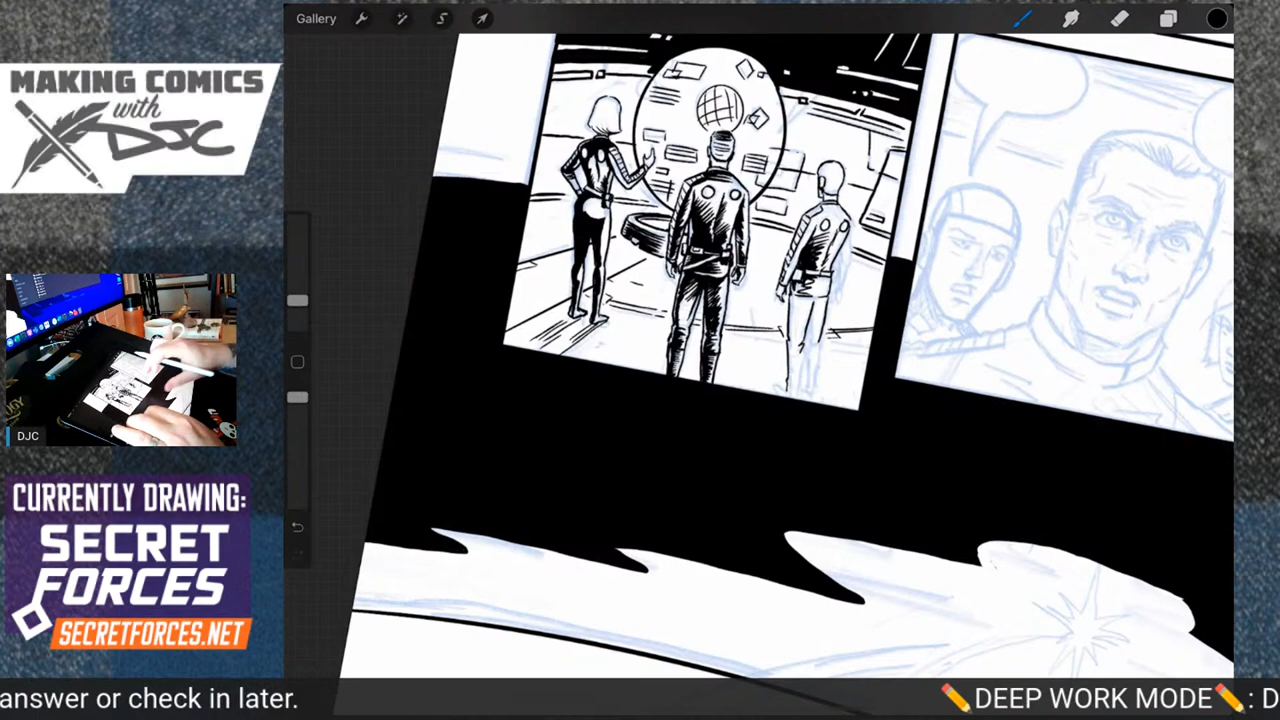 Gallery
MAKING COMICS
with
DJC
DJC
CURRENTLY DRAWING:
SECRET
FORCES
SECRETFORCES.NET
answer or check in later.
✏️DEEP WORK MODE✏️: D